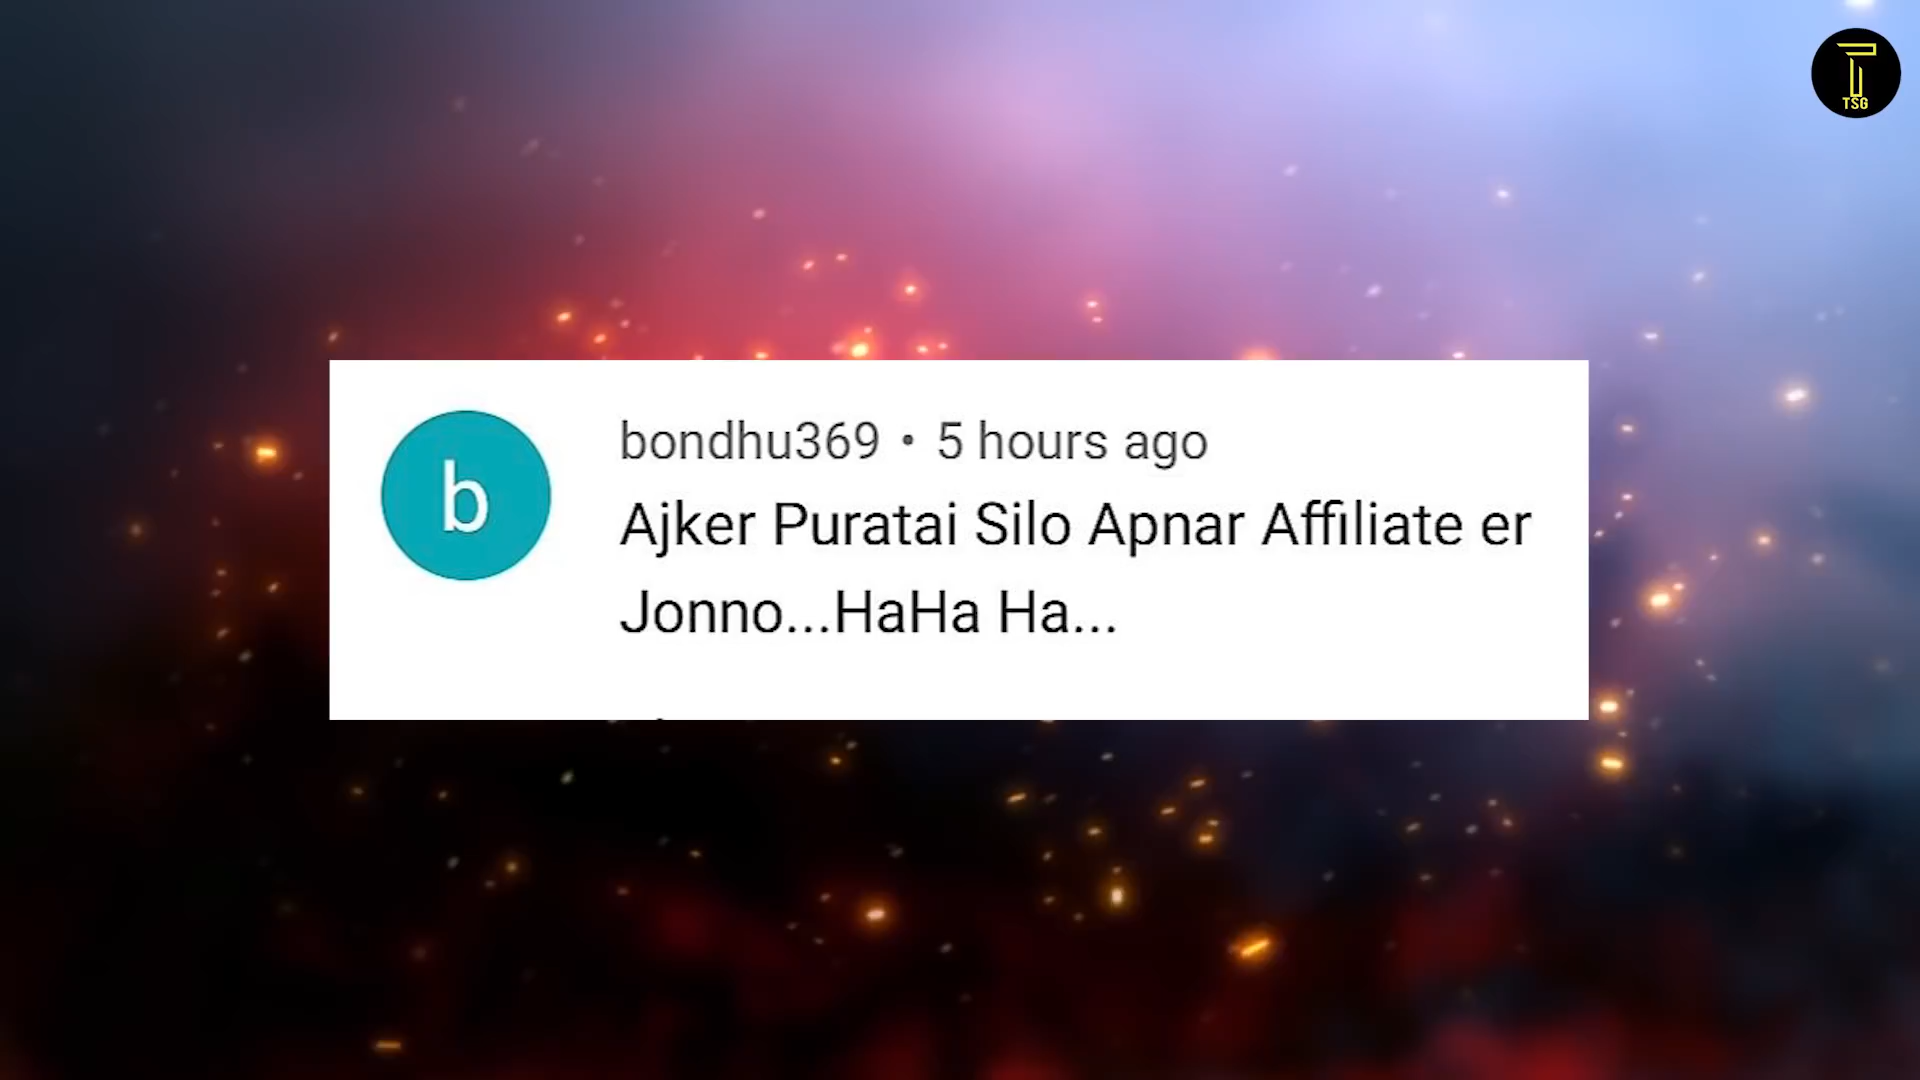 TSG
b
bondhu369 • 5 hours ago
Ajker Puratai Silo Apnar Affiliate er
Jonno...HaHa Ha...